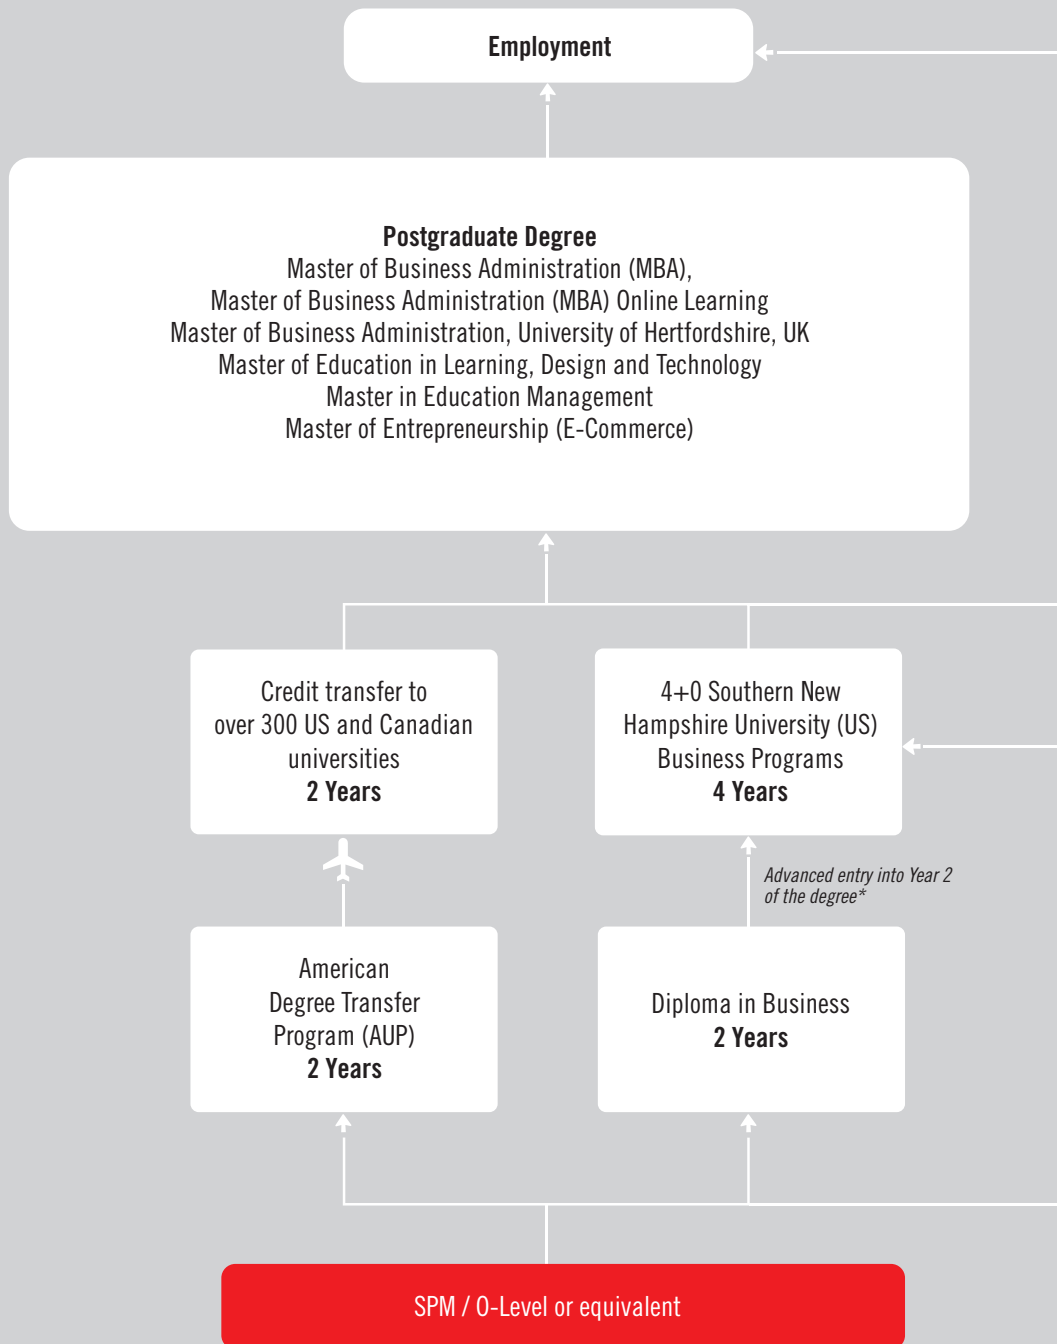 Employment
Postgraduate Degree
Master of Business Administration (MBA),
Master of Business Administration (MBA) Online Learning
Master of Business Administration, University of Hertfordshire, UK
Master of Education in Learning, Design and Technology
Master in Education Management
Master of Entrepreneurship (E-Commerce)
Credit transfer to
over 300 US and Canadian
universities
2 Years
4+0 Southern New
Hampshire University (US)
Business Programs
4 Years
Advanced entry into Year 2
of the degree*
American
Degree Transfer
Program (AUP)
2 Years
Diploma in Business
2 Years
SPM / O-Level or equivalent